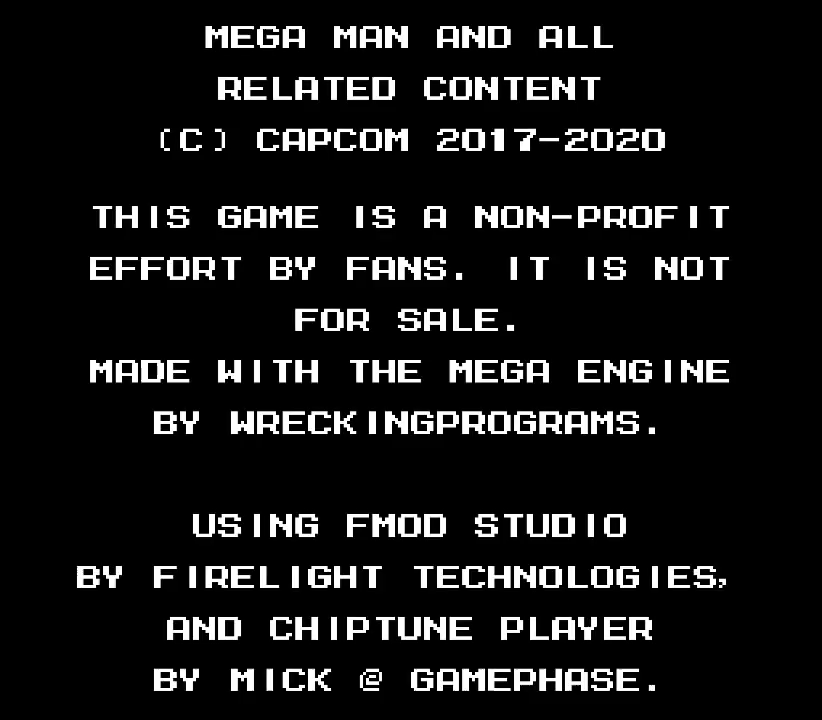 MEGA MAN AND ALL
RELATED CONTENT
(C) CAPCOM 2017-2020
THIS GAME IS A NON-PROFIT
EFFORT BY FANS. IT IS NOT
FOR SALE.
MADE WITH THE MEGA ENGINE
BY WRECKINGPROGRAMS.
USING FMOD STUDIO
BY FIRELIGHT TECHNOLOGIES,
AND CHIPTUNE PLAYER
BY MICK @ GAMEPHASE.